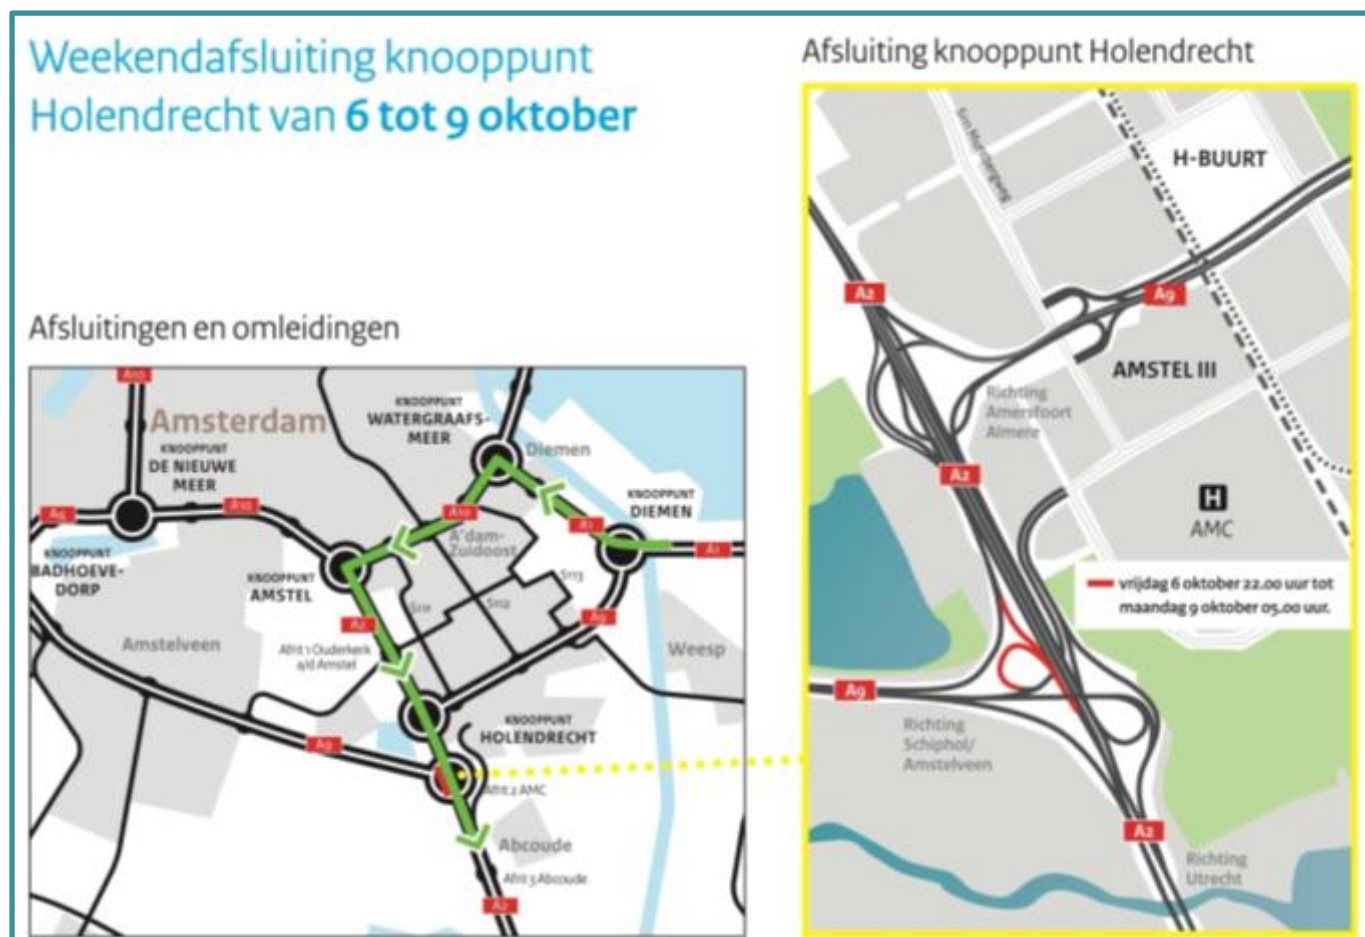 Weekendafsluiting knooppunt
Holendrecht van 6 tot 9 oktober
Afsluitingen en omleidingen
A10
Amsterdam
KNOOPPUNT
DE NIEUWE
MEER
KNOOPPUNT
WATERGRAAFS-
MEER
Diemen
KNOOPPUNT
DIEMEN
A10
A10
A1
A1
KNOOPPUNT
BADHOEVE-
DORP
KNOOPPUNT
AMSTEL
A'dam-
Zuidoost
S113
S112
S111
A9
A2
Amstelveen
Afrit 1 Ouderkerk
a/d Amstel
Weesp
KNOOPPUNT
HOLENDRECHT
A9
Afrit 2 AMC
Abcoude
Afrit 3 Abcoude
A2
Afsluiting knooppunt Holendrecht
H-BUURT
A2
A9
AMSTEL III
Richting
Amersfoort
Almere
A2
H
AMC
vrijdag 6 oktober 22.00 uur tot
maandag 9 oktober 05.00 uur.
A9
Richting
Schiphol/
Amstelveen
A2
Richting
Utrecht